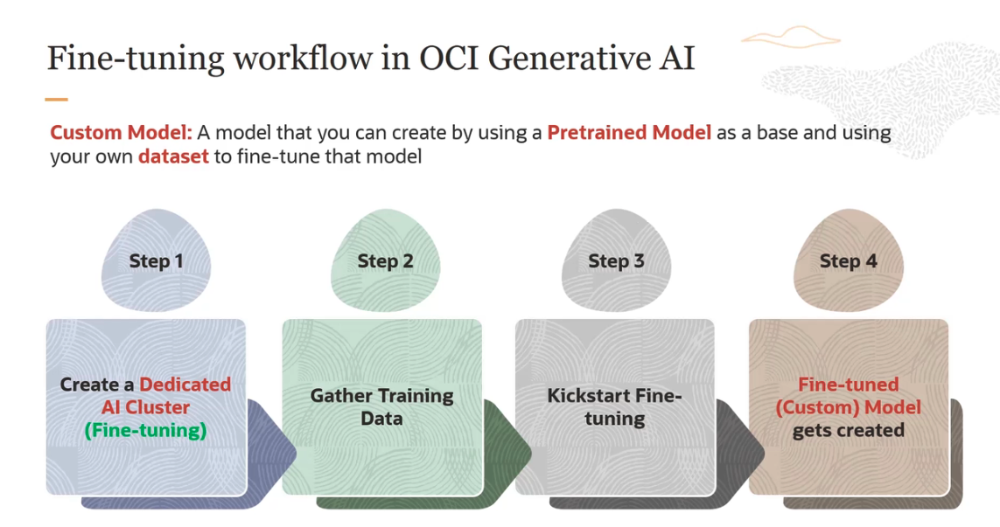 Fine-tuning workflow in OCI Generative AI
Custom Model: A model that you can create by using a Pretrained Model as a base and using
your own dataset to fine-tune that model
Step 1
Step 2
Step 3
Step 4
Create a Dedicated
AI Cluster
(Fine-tuning)
Gather Training
Data
Kickstart Fine-
tuning
Fine-tuned
(Custom) Model
gets created